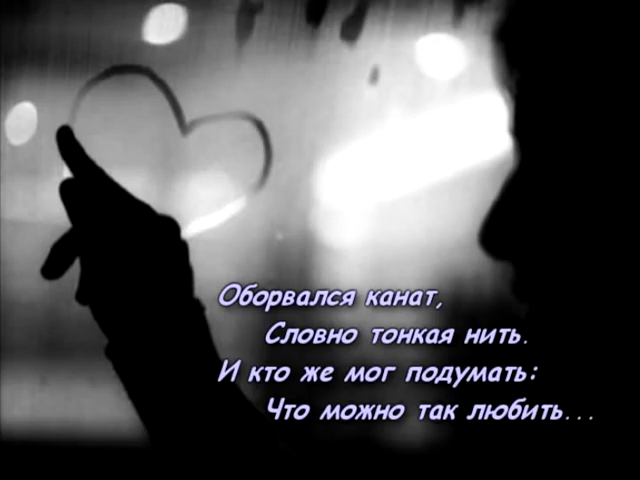 Оборвался канат,
Словно тонкая нить.
И кто же мог подумать:
Что можно так любить...